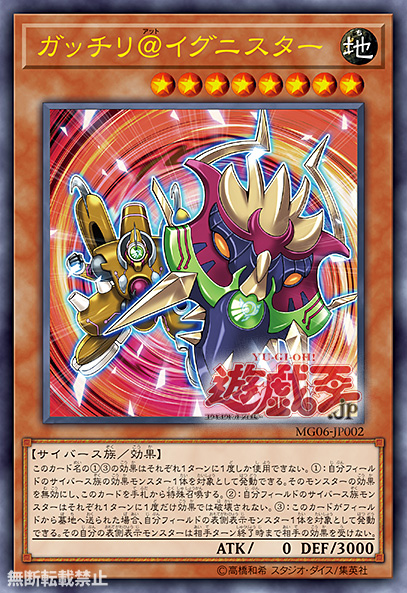 アット
ガッチリ@イグニスター
地
YU-GI-OH!
遊戯王.jp
MG06-JP002
【サイバース族／効果】
このカード名の①③の効果はそれぞれ1ターンに1度しか使用できない。①：自分フィール
ドのサイバース族の効果モンスター1体を対象として発動できる。そのモンスターの効果
を無効にし、このカードを手札から特殊召喚する。②：自分フィールドのサイバース族モン
スターはそれぞれ1ターンに1度だけ効果では破壊されない。③：このカードがフィール
ドから墓地へ送られた場合、自分フィールドの表側表示モンスター1体を対象として発動
できる。その自分の表側表示モンスターは相手ターン終了時まで相手の効果を受けない。
ATK/ 0 DEF/3000
無断転載禁止
©高橋和希 スタジオ・ダイス/集英社